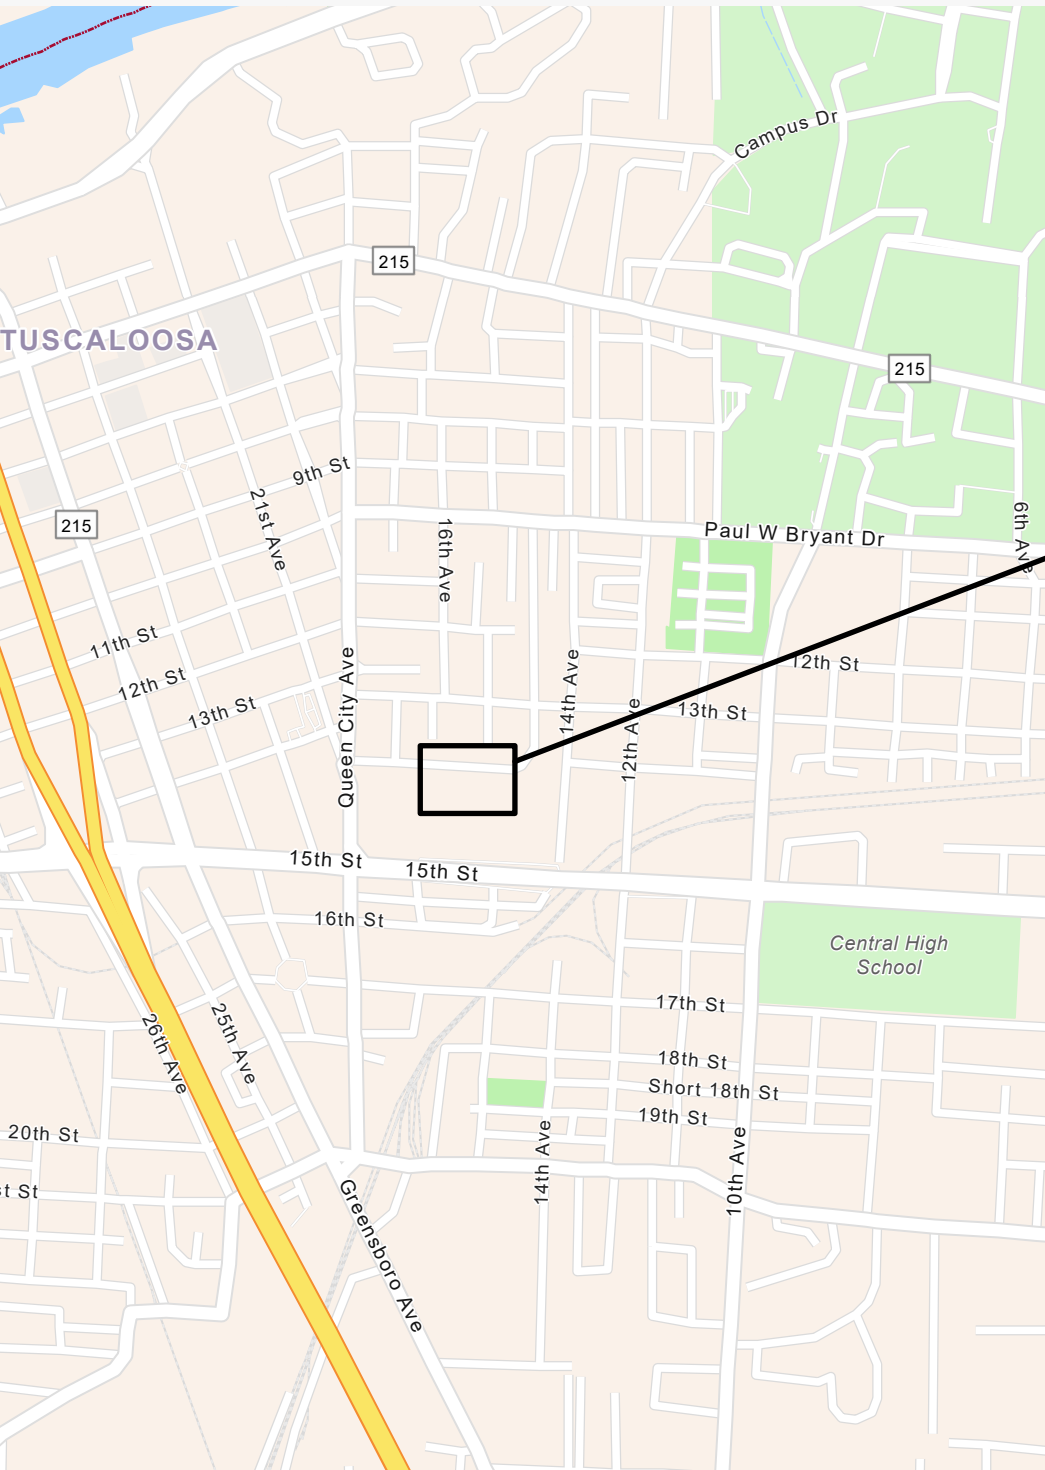 Campus Dr
215
TUSCALOOSA
215
9th St
21st Ave
215
16th Ave
Paul W Bryant Dr
6th Ave
11th St
12th St
13th St
Queen City Ave
14th Ave
12th Ave
12th St
13th St
15th St
15th St
16th St
Central High
School
17th St
25th Ave
26th Ave
18th St
Short 18th St
19th St
20th St
14th Ave
10th Ave
st St
Greensboro Ave